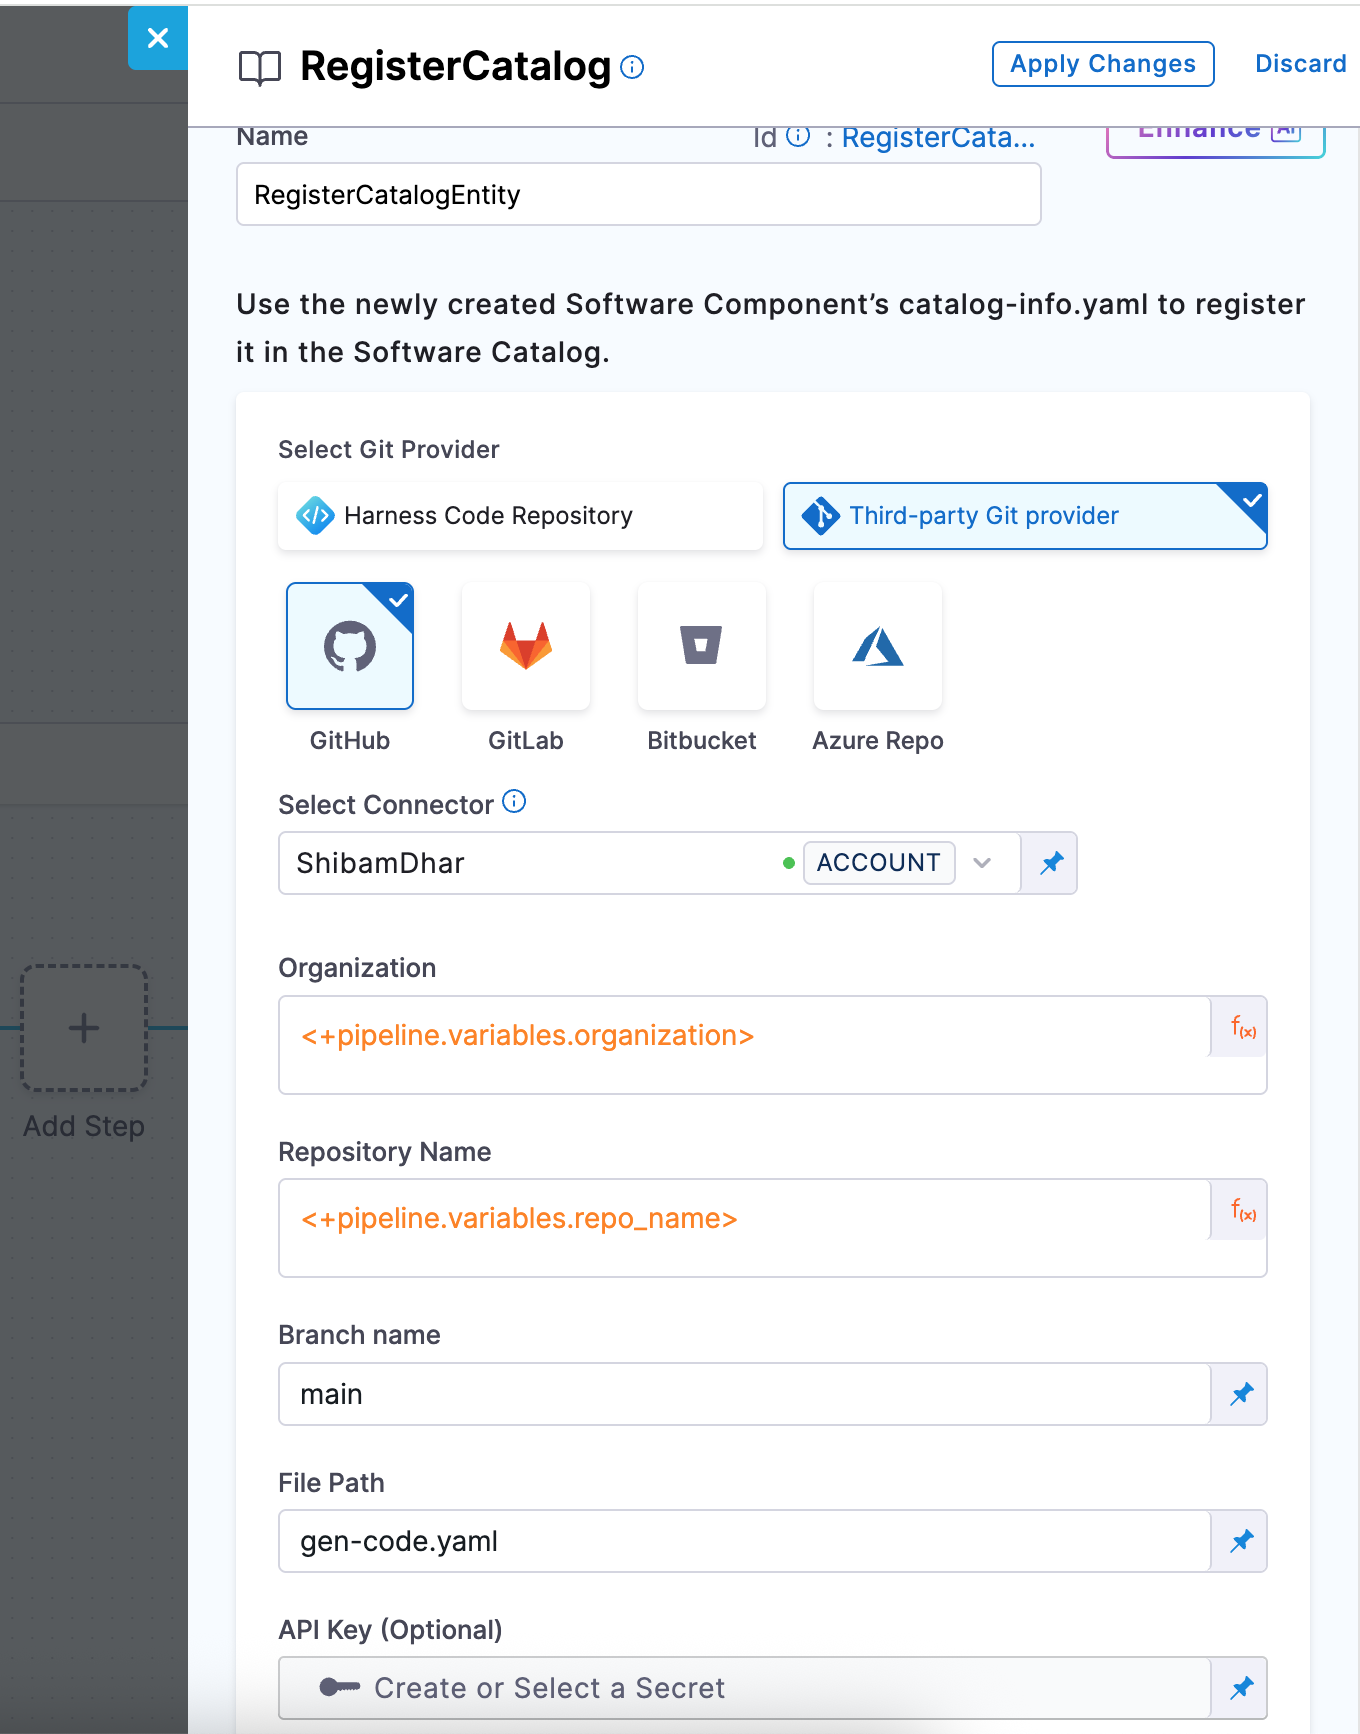 RegisterCatalog
Apply Changes
Discard
Name
Id : RegisterCata...
Enhance AI
RegisterCatalogEntity
Use the newly created Software Component’s catalog-info.yaml to register
it in the Software Catalog.
Select Git Provider
Harness Code Repository
Third-party Git provider
GitHub
GitLab
Bitbucket
Azure Repo
Select Connector
ShibamDhar
ACCOUNT
Organization
<+pipeline.variables.organization>
f(x)
Add Step
Repository Name
<+pipeline.variables.repo_name>
f(x)
Branch name
main
File Path
gen-code.yaml
API Key (Optional)
Create or Select a Secret